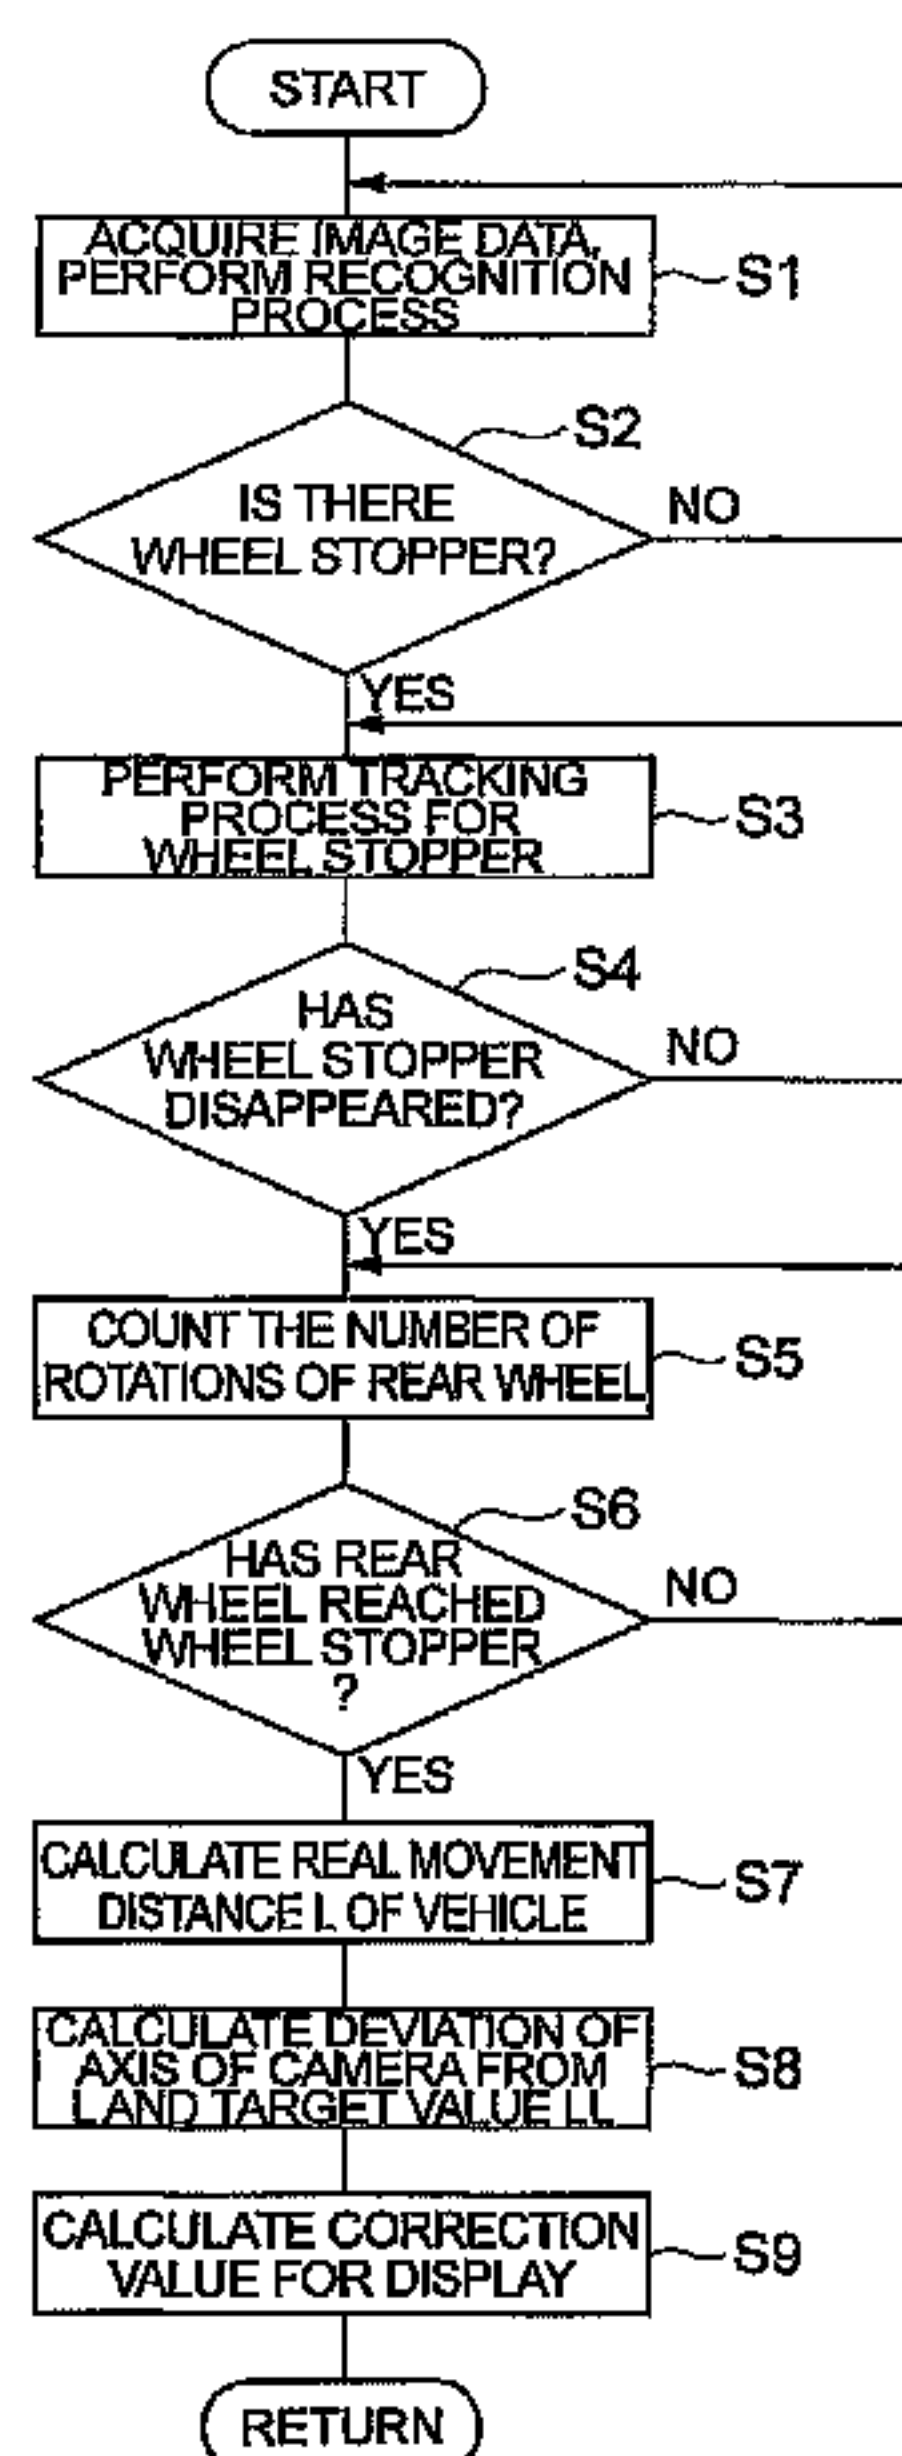 START
ACQUIRE IMAGE DATA,
PERFORM RECOGNITION
PROCESS
S1
S2
IS THERE
WHEEL STOPPER?
NO
YES
PERFORM TRACKING
PROCESS FOR
WHEEL STOPPER
S3
S4
HAS
WHEEL STOPPER
DISAPPEARED?
NO
YES
COUNT THE NUMBER OF
ROTATIONS OF REAR WHEEL
S5
S6
HAS REAR
WHEEL REACHED
WHEEL STOPPER
?
NO
YES
CALCULATE REAL MOVEMENT
DISTANCE L OF VEHICLE
S7
CALCULATE DEVIATION OF
AXIS OF CAMERA FROM
L AND TARGET VALUE LL
S8
CALCULATE CORRECTION
VALUE FOR DISPLAY
S9
RETURN